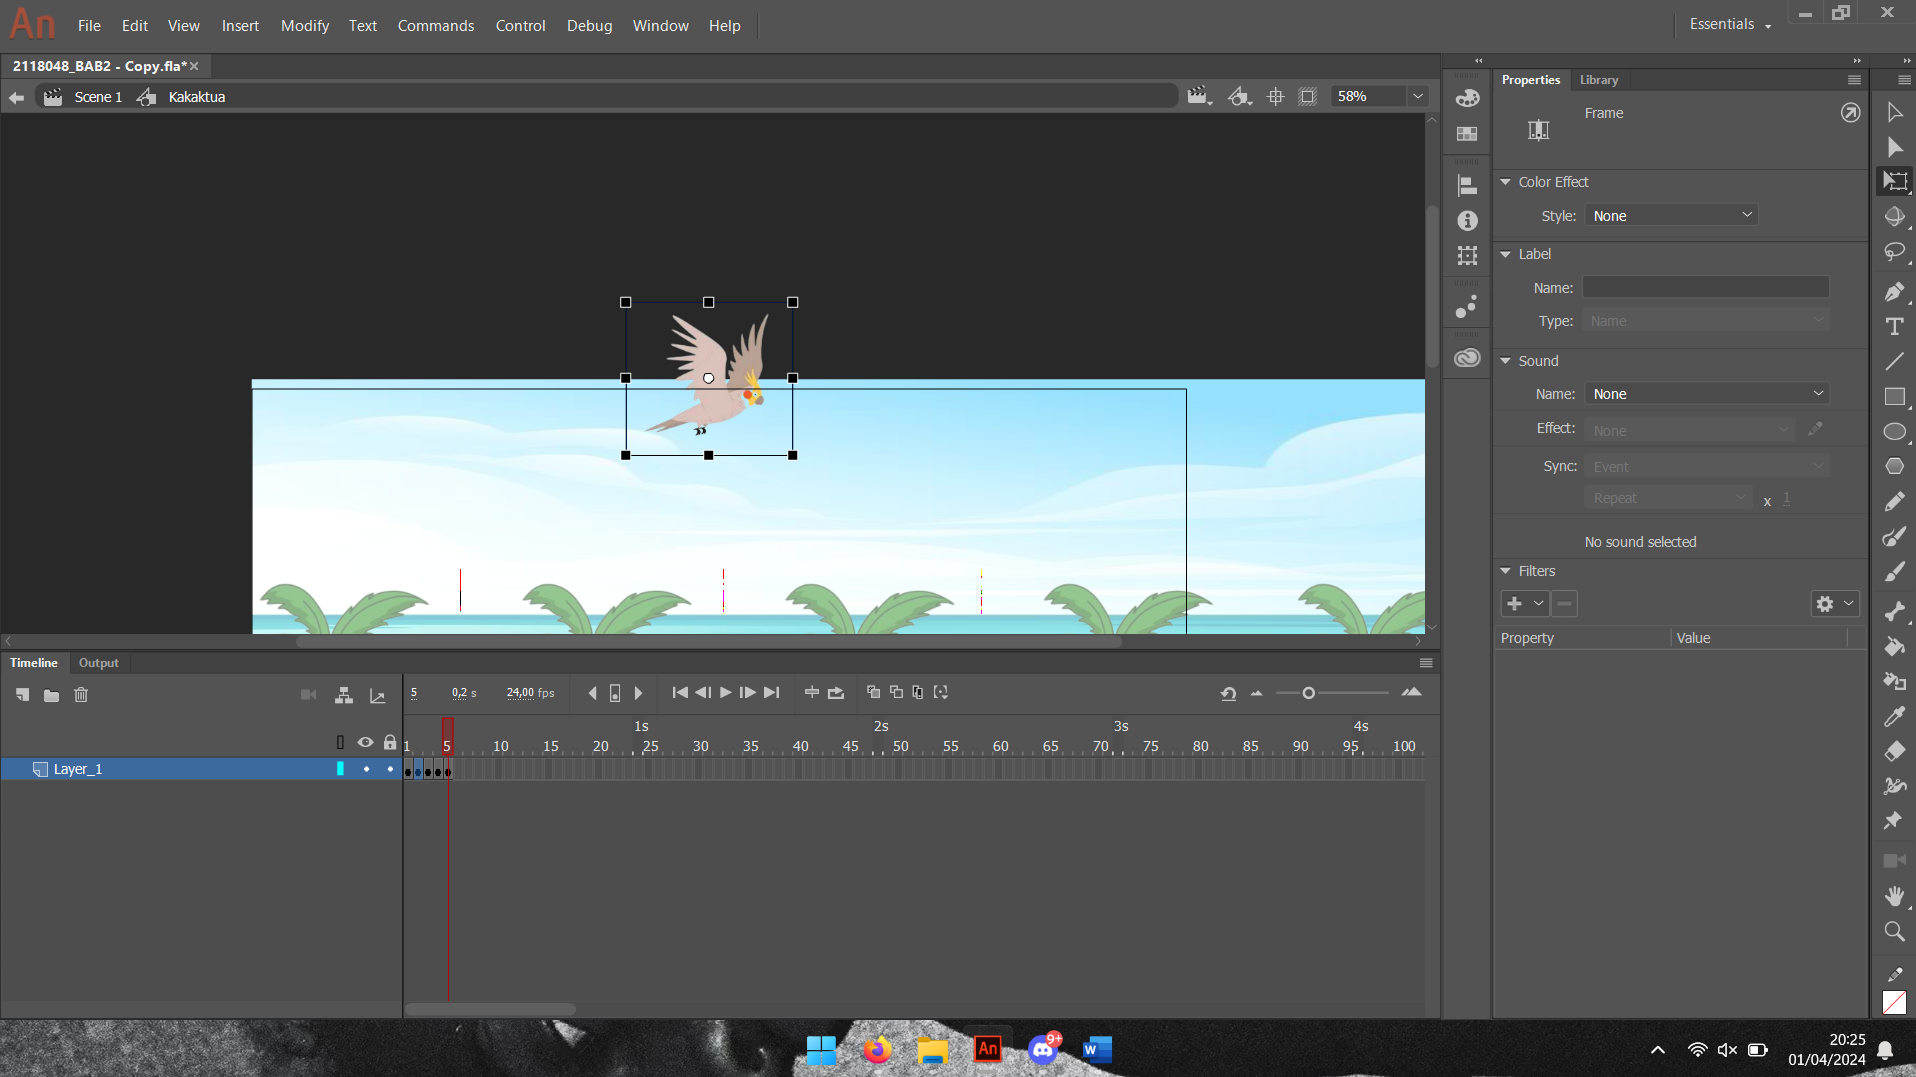 An File Edit View Insert Modify Text Commands Control Debug Window Help Essentials
2118048_BAB2 - Copy.fla*
Scene 1 Kakaktua 58%
Properties Library
Frame
Color Effect
Style: None
Label
Name:
Type: Name
Sound
Name: None
Effect: None
Sync: Event
Repeat x 1
No sound selected
Filters
Property Value
Timeline Output
5 0,2 s 24,00 fps
1s 2s 3s 4s
1 5 10 15 20 25 30 35 40 45 50 55 60 65 70 75 80 85 90 95 100
Layer_1
An 9+ W
20:25
01/04/2024